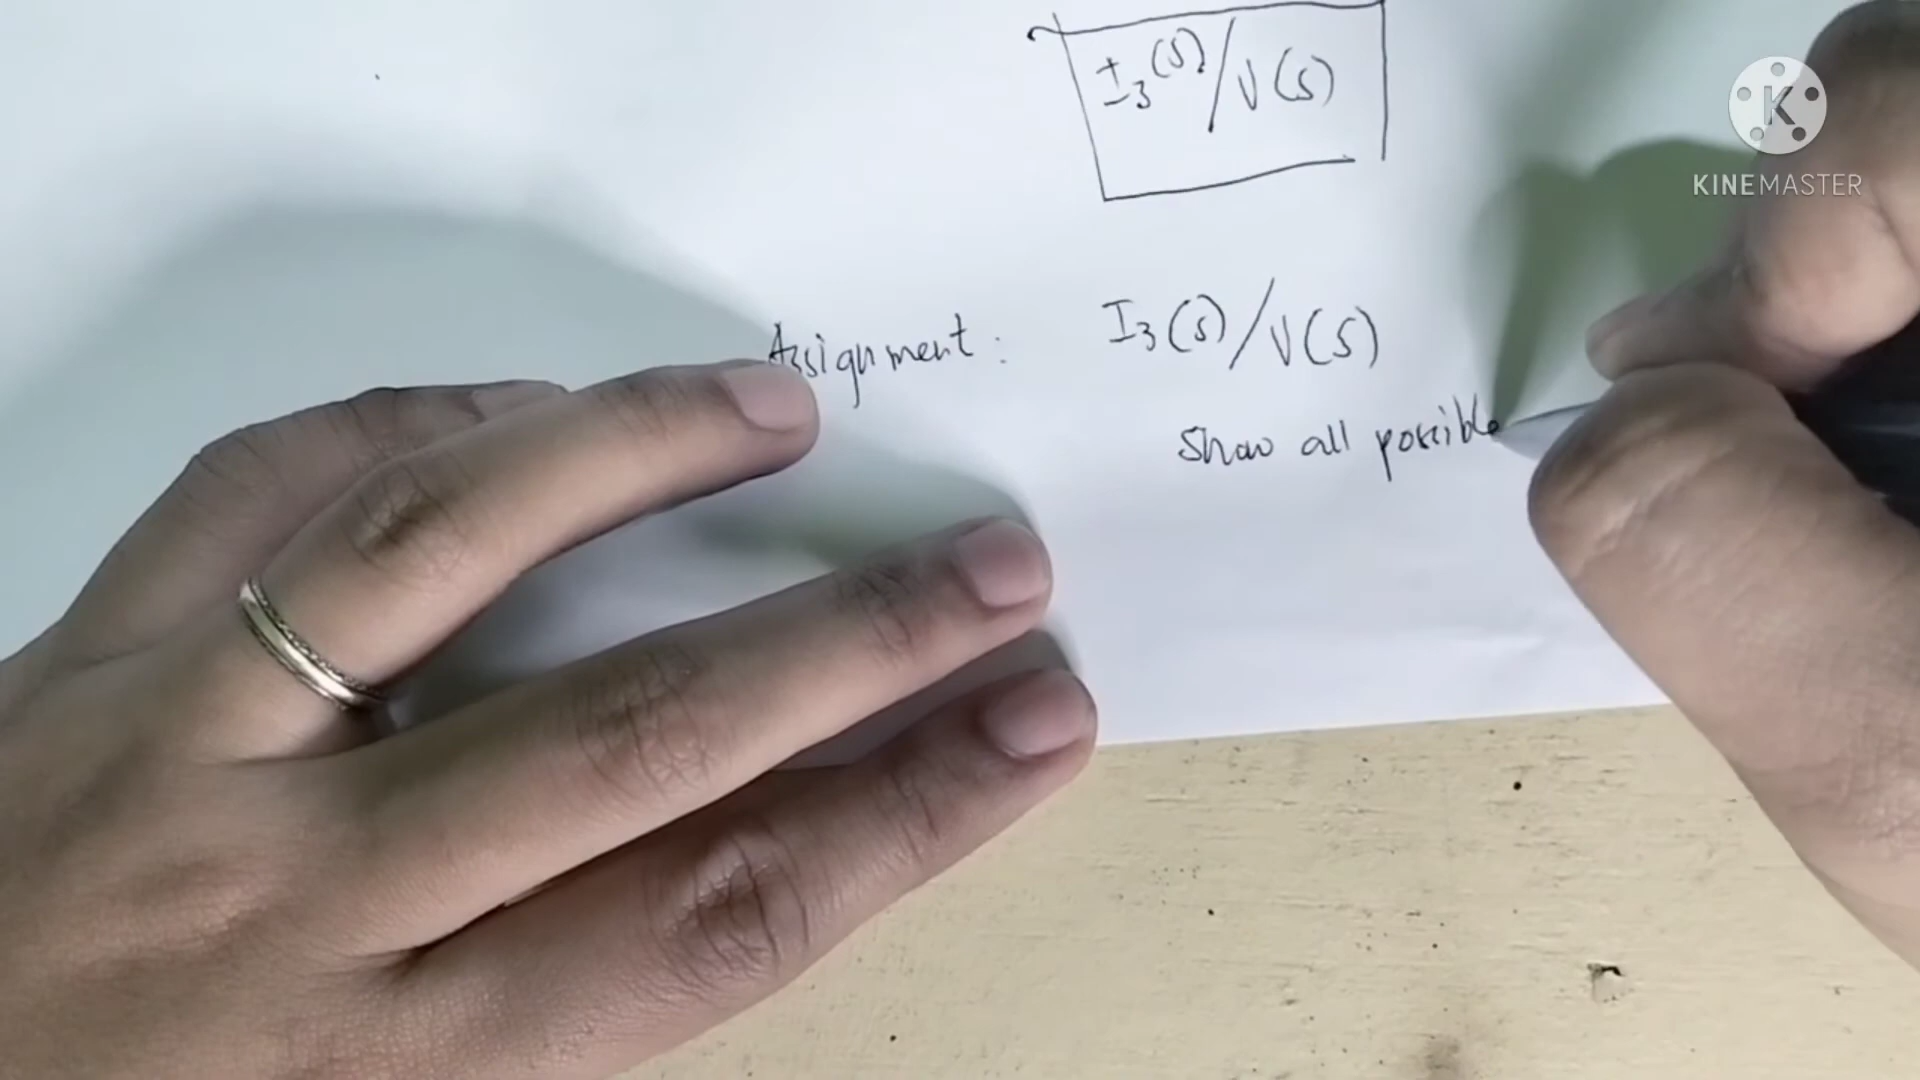 I₃(s)/V(s)
K
KINEMASTER
Assignment: I₃(s)/V(s)
Show all possible